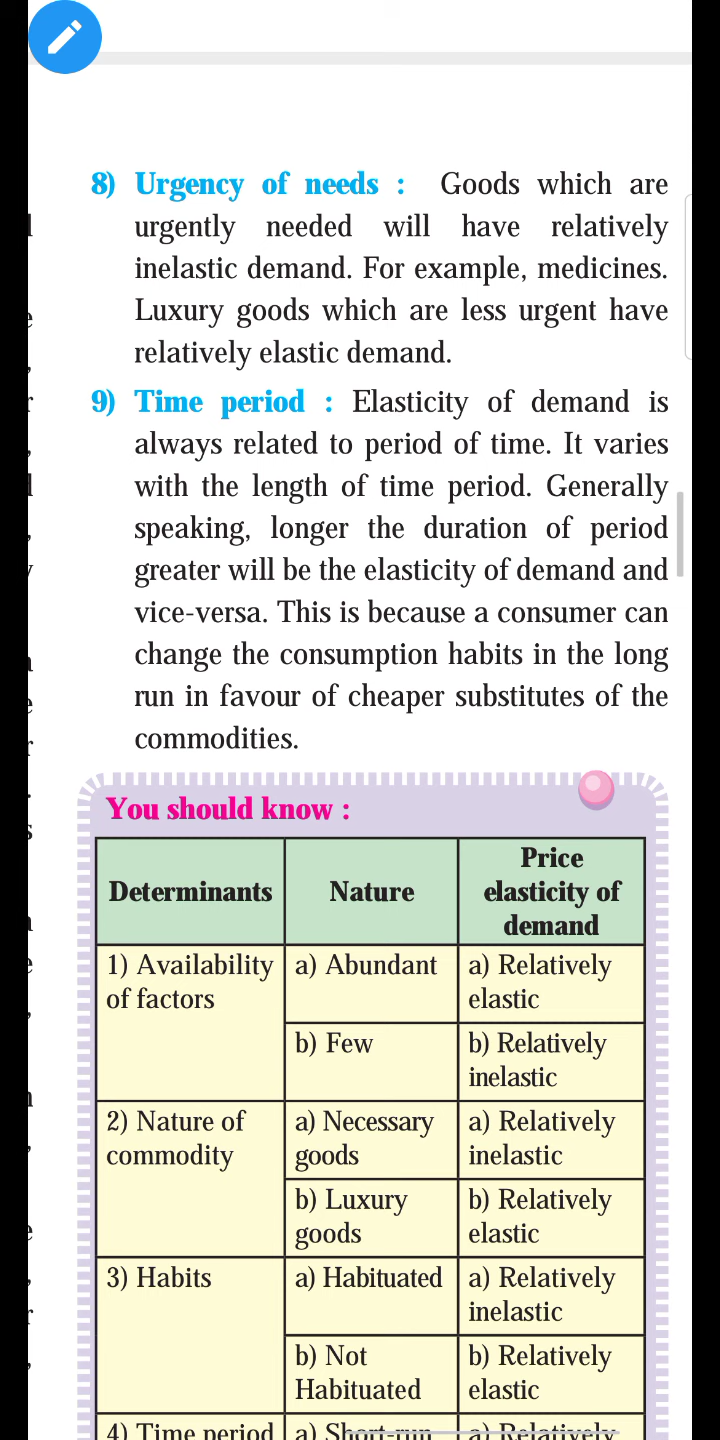 8) Urgency of needs : Goods which are
urgently needed will have relatively
inelastic demand. For example, medicines.
Luxury goods which are less urgent have
relatively elastic demand.
9) Time period : Elasticity of demand is
always related to period of time. It varies
with the length of time period. Generally
speaking, longer the duration of period
greater will be the elasticity of demand and
vice-versa. This is because a consumer can
change the consumption habits in the long
run in favour of cheaper substitutes of the
commodities.
You should know :
Determinants
Nature
Price
elasticity of
demand
1) Availability
of factors
a) Abundant
a) Relatively
elastic
b) Few
b) Relatively
inelastic
2) Nature of
commodity
a) Necessary
goods
a) Relatively
inelastic
b) Luxury
goods
b) Relatively
elastic
3) Habits
a) Habituated
a) Relatively
inelastic
b) Not
Habituated
b) Relatively
elastic
4) Time period
a) Short-run
a) Relatively